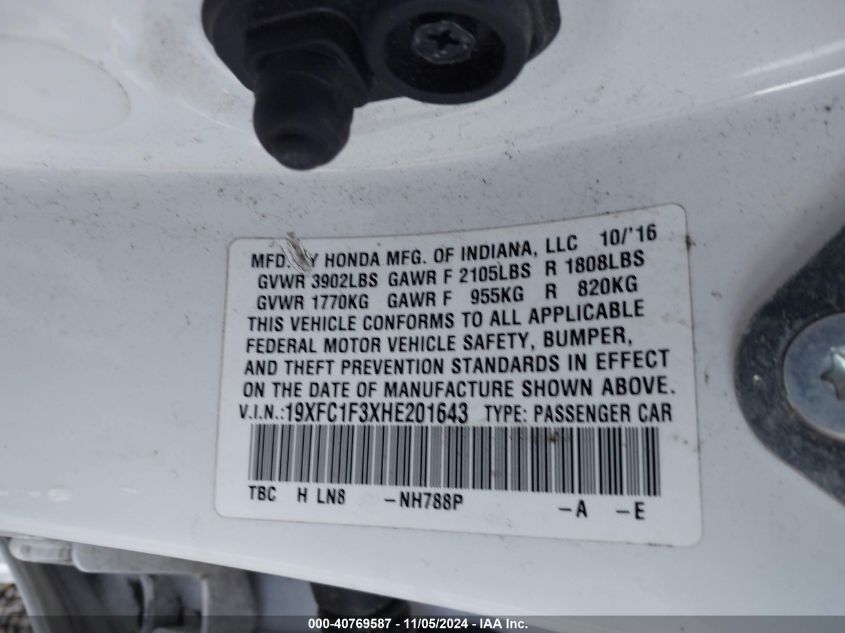 MFD. BY HONDA MFG. OF INDIANA, LLC 10/'16
GVWR 3902LBS GAWR F 2105LBS R 1808LBS
GVWR 1770KG GAWR F 955KG R 820KG
THIS VEHICLE CONFORMS TO ALL APPLICABLE
FEDERAL MOTOR VEHICLE SAFETY, BUMPER,
AND THEFT PREVENTION STANDARDS IN EFFECT
ON THE DATE OF MANUFACTURE SHOWN ABOVE.
V.I.N.:19XFC1F3XHE201643 TYPE: PASSENGER CAR
TBC H LN8 -NH788P -A -E
000-40769587 - 11/05/2024 - IAA Inc.